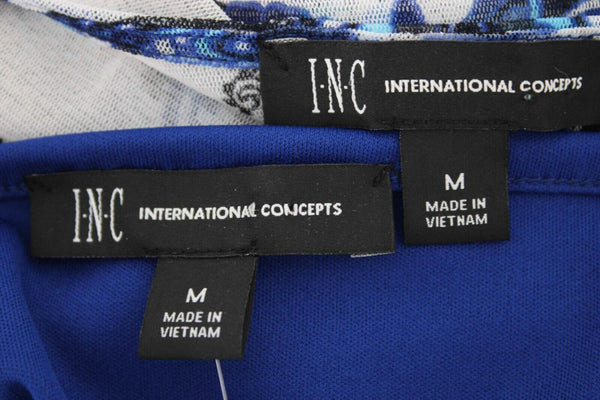 I·N·C INTERNATIONAL CONCEPTS
M
MADE IN
VIETNAM
I·N·C INTERNATIONAL CONCEPTS
M
MADE IN
VIETNAM